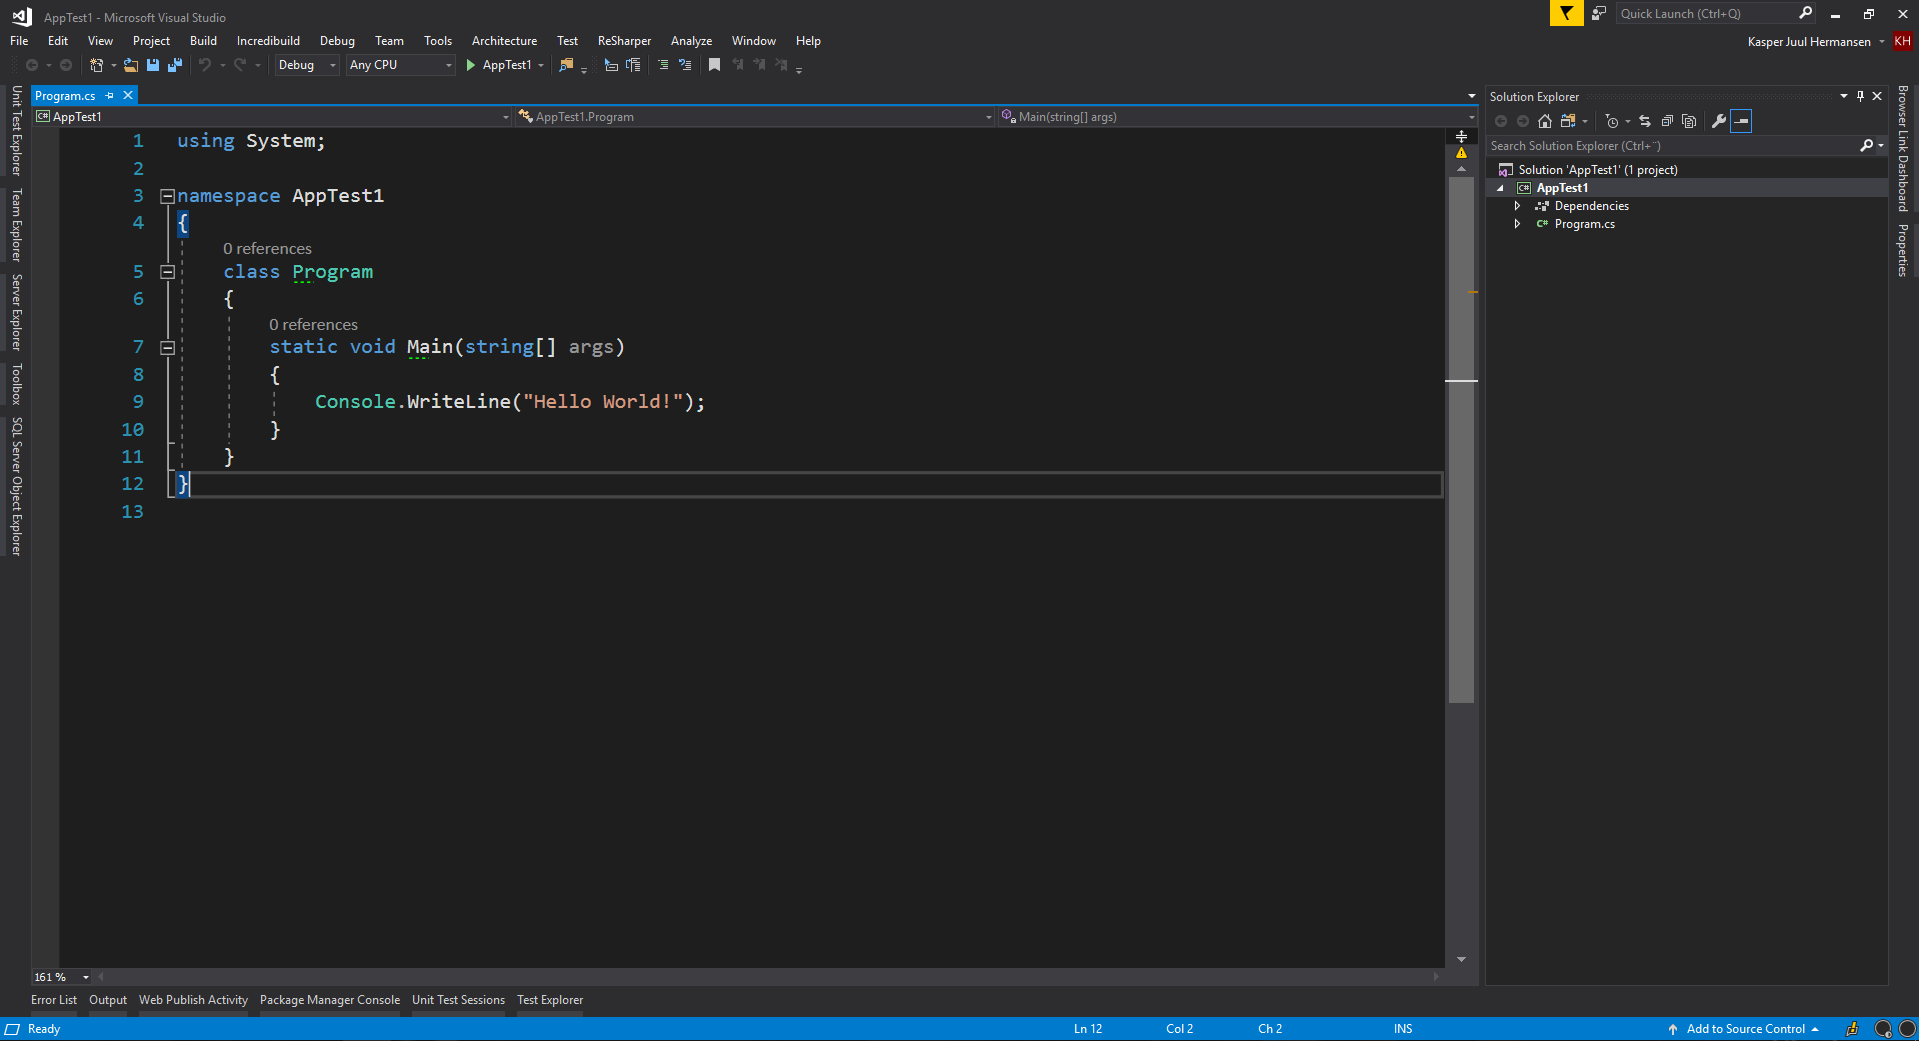 AppTest1 - Microsoft Visual Studio
Quick Launch (Ctrl+Q)
File Edit View Project Build Incredibuild Debug Team Tools Architecture Test ReSharper Analyze Window Help
Kasper Juul Hermansen KH
Debug Any CPU AppTest1
Program.cs
AppTest1 AppTest1.Program Main(string[] args)
Unit Test Explorer
Team Explorer
Server Explorer
Toolbox
SQL Server Object Explorer
1 using System;
2
3 namespace AppTest1
4 {
0 references
5 class Program
6 {
0 references
7 static void Main(string[] args)
8 {
9 Console.WriteLine("Hello World!");
10 }
11 }
12 }
13
161 %
Solution Explorer
Search Solution Explorer (Ctrl+¨)
Solution 'AppTest1' (1 project)
C# AppTest1
Dependencies
C# Program.cs
Browser Link Dashboard
Properties
Error List Output Web Publish Activity Package Manager Console Unit Test Sessions Test Explorer
Ready Ln 12 Col 2 Ch 2 INS Add to Source Control